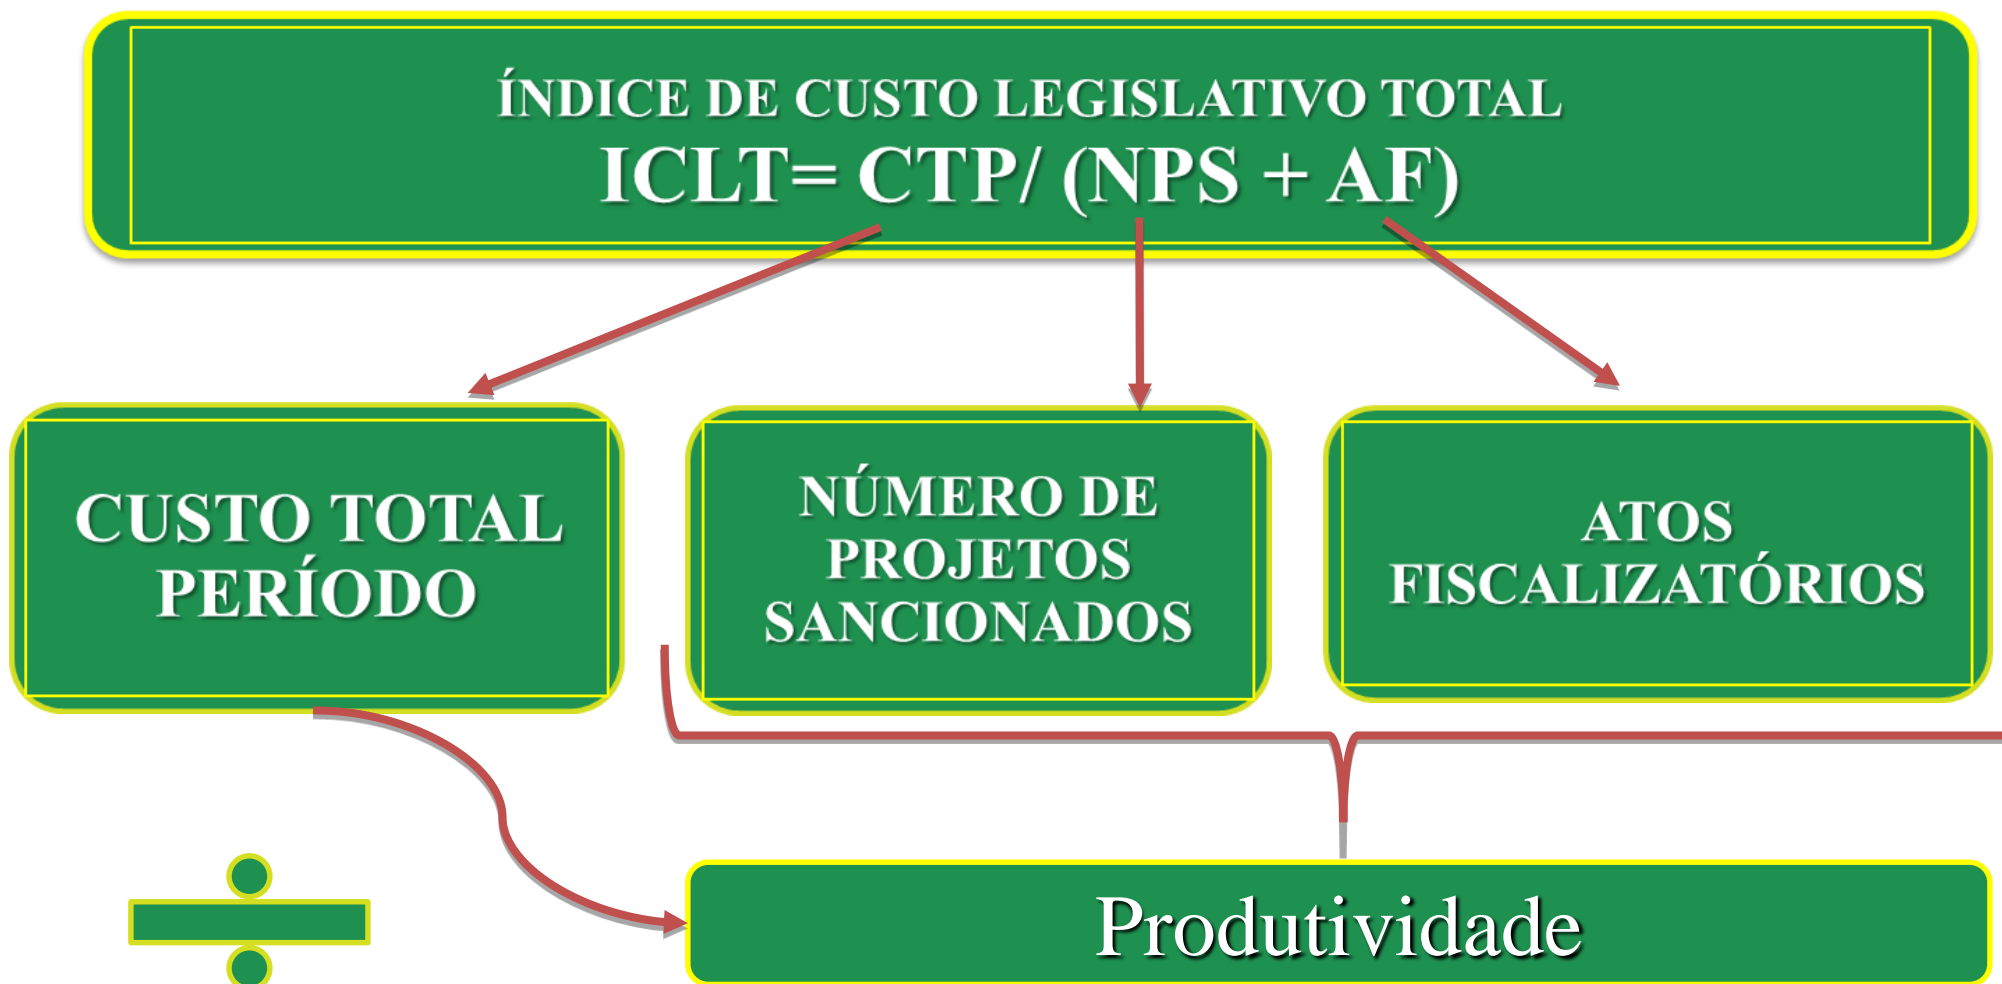 ÍNDICE DE CUSTO LEGISLATIVO TOTAL
ICLT= CTP/ (NPS + AF)
CUSTO TOTAL
PERÍODO
NÚMERO DE
PROJETOS
SANCIONADOS
ATOS
FISCALIZATÓRIOS
Produtividade